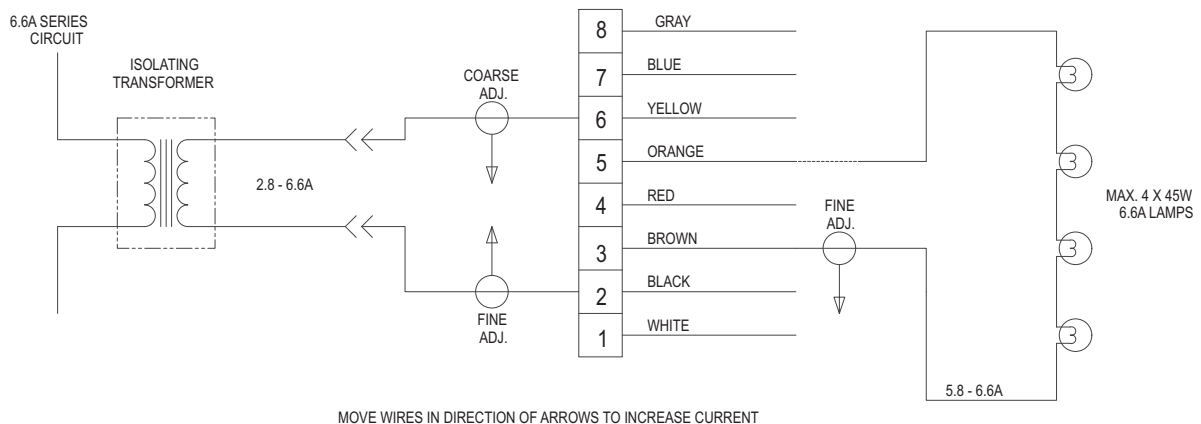 6.6A SERIES
CIRCUIT
ISOLATING
TRANSFORMER
2.8 - 6.6A
COARSE
ADJ.
FINE
ADJ.
8
GRAY
7
BLUE
6
YELLOW
5
ORANGE
4
RED
3
BROWN
2
BLACK
1
WHITE
FINE
ADJ.
MAX. 4 X 45W
6.6A LAMPS
5.8 - 6.6A
MOVE WIRES IN DIRECTION OF ARROWS TO INCREASE CURRENT